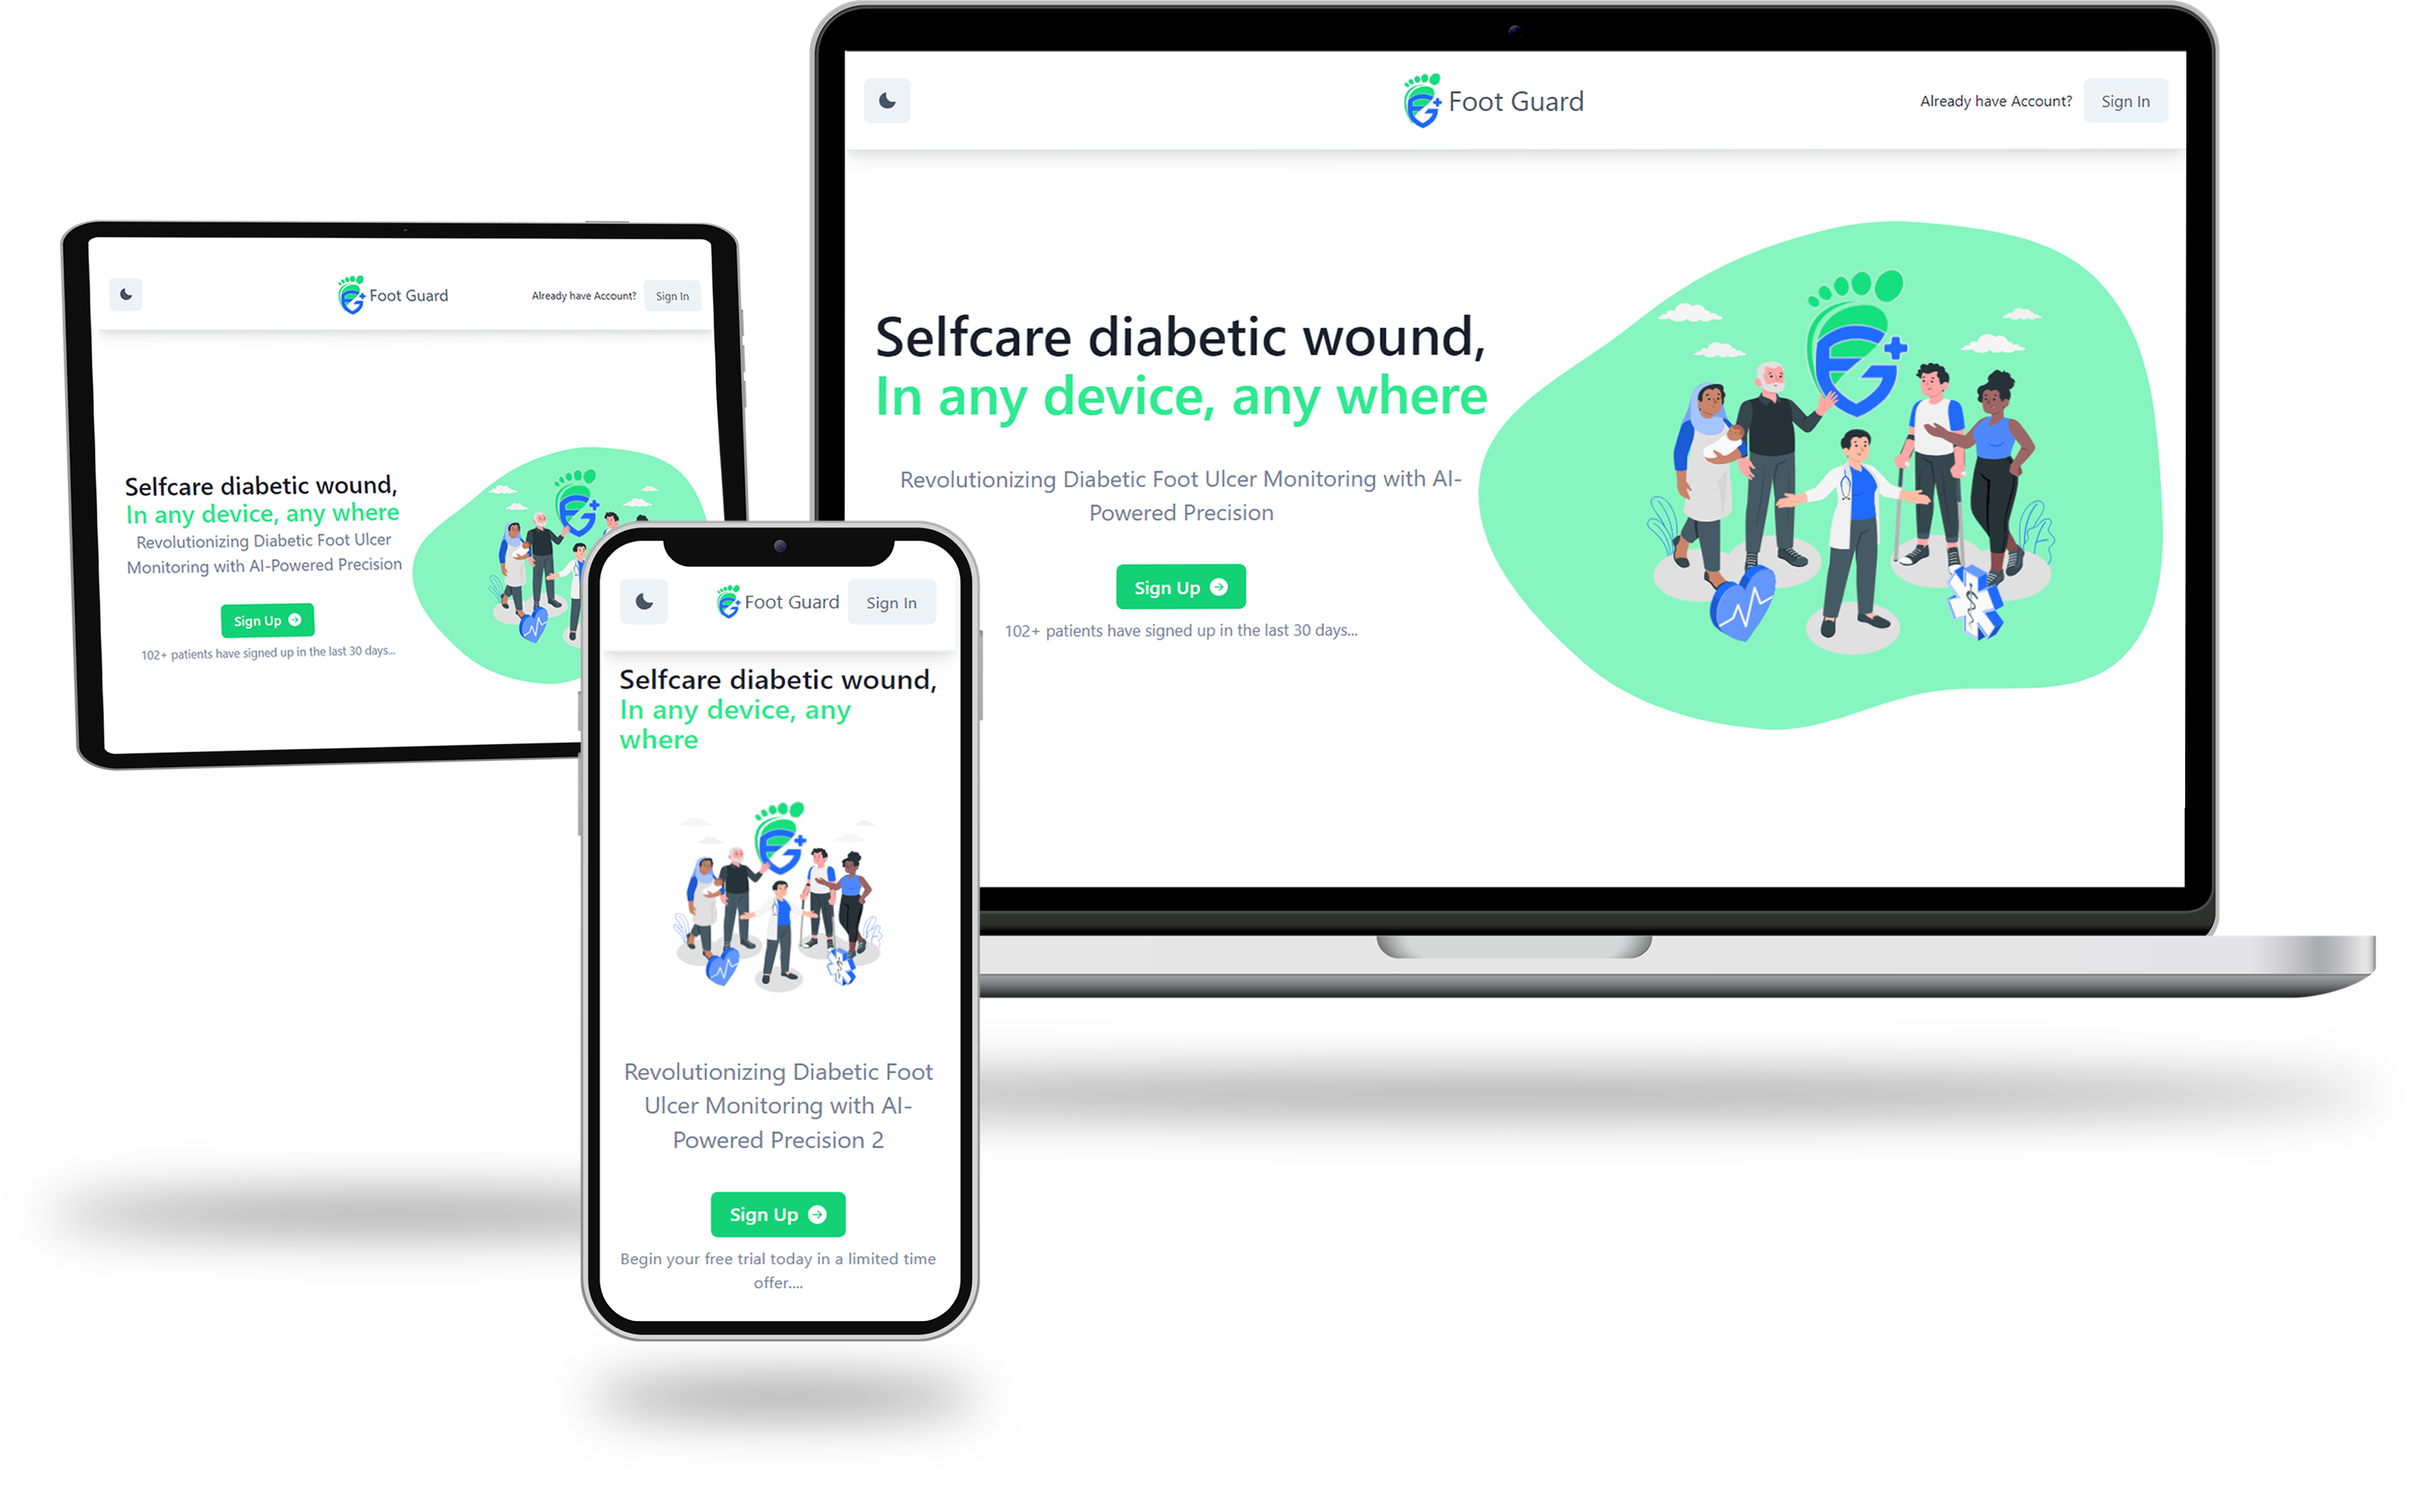 Foot Guard
Already have Account?
Sign In
Selfcare diabetic wound,
In any device, any where
Revolutionizing Diabetic Foot Ulcer Monitoring with AI-
Powered Precision
Sign Up
102+ patients have signed up in the last 30 days...
Foot Guard
Already have Account?
Sign In
Selfcare diabetic wound,
In any device, any where
Revolutionizing Diabetic Foot Ulcer
Monitoring with AI-Powered Precision
Sign Up
102+ patients have signed up in the last 30 days...
Foot Guard
Sign In
Selfcare diabetic wound,
In any device, any
where
Revolutionizing Diabetic Foot
Ulcer Monitoring with AI-
Powered Precision 2
Sign Up
Begin your free trial today in a limited time
offer....